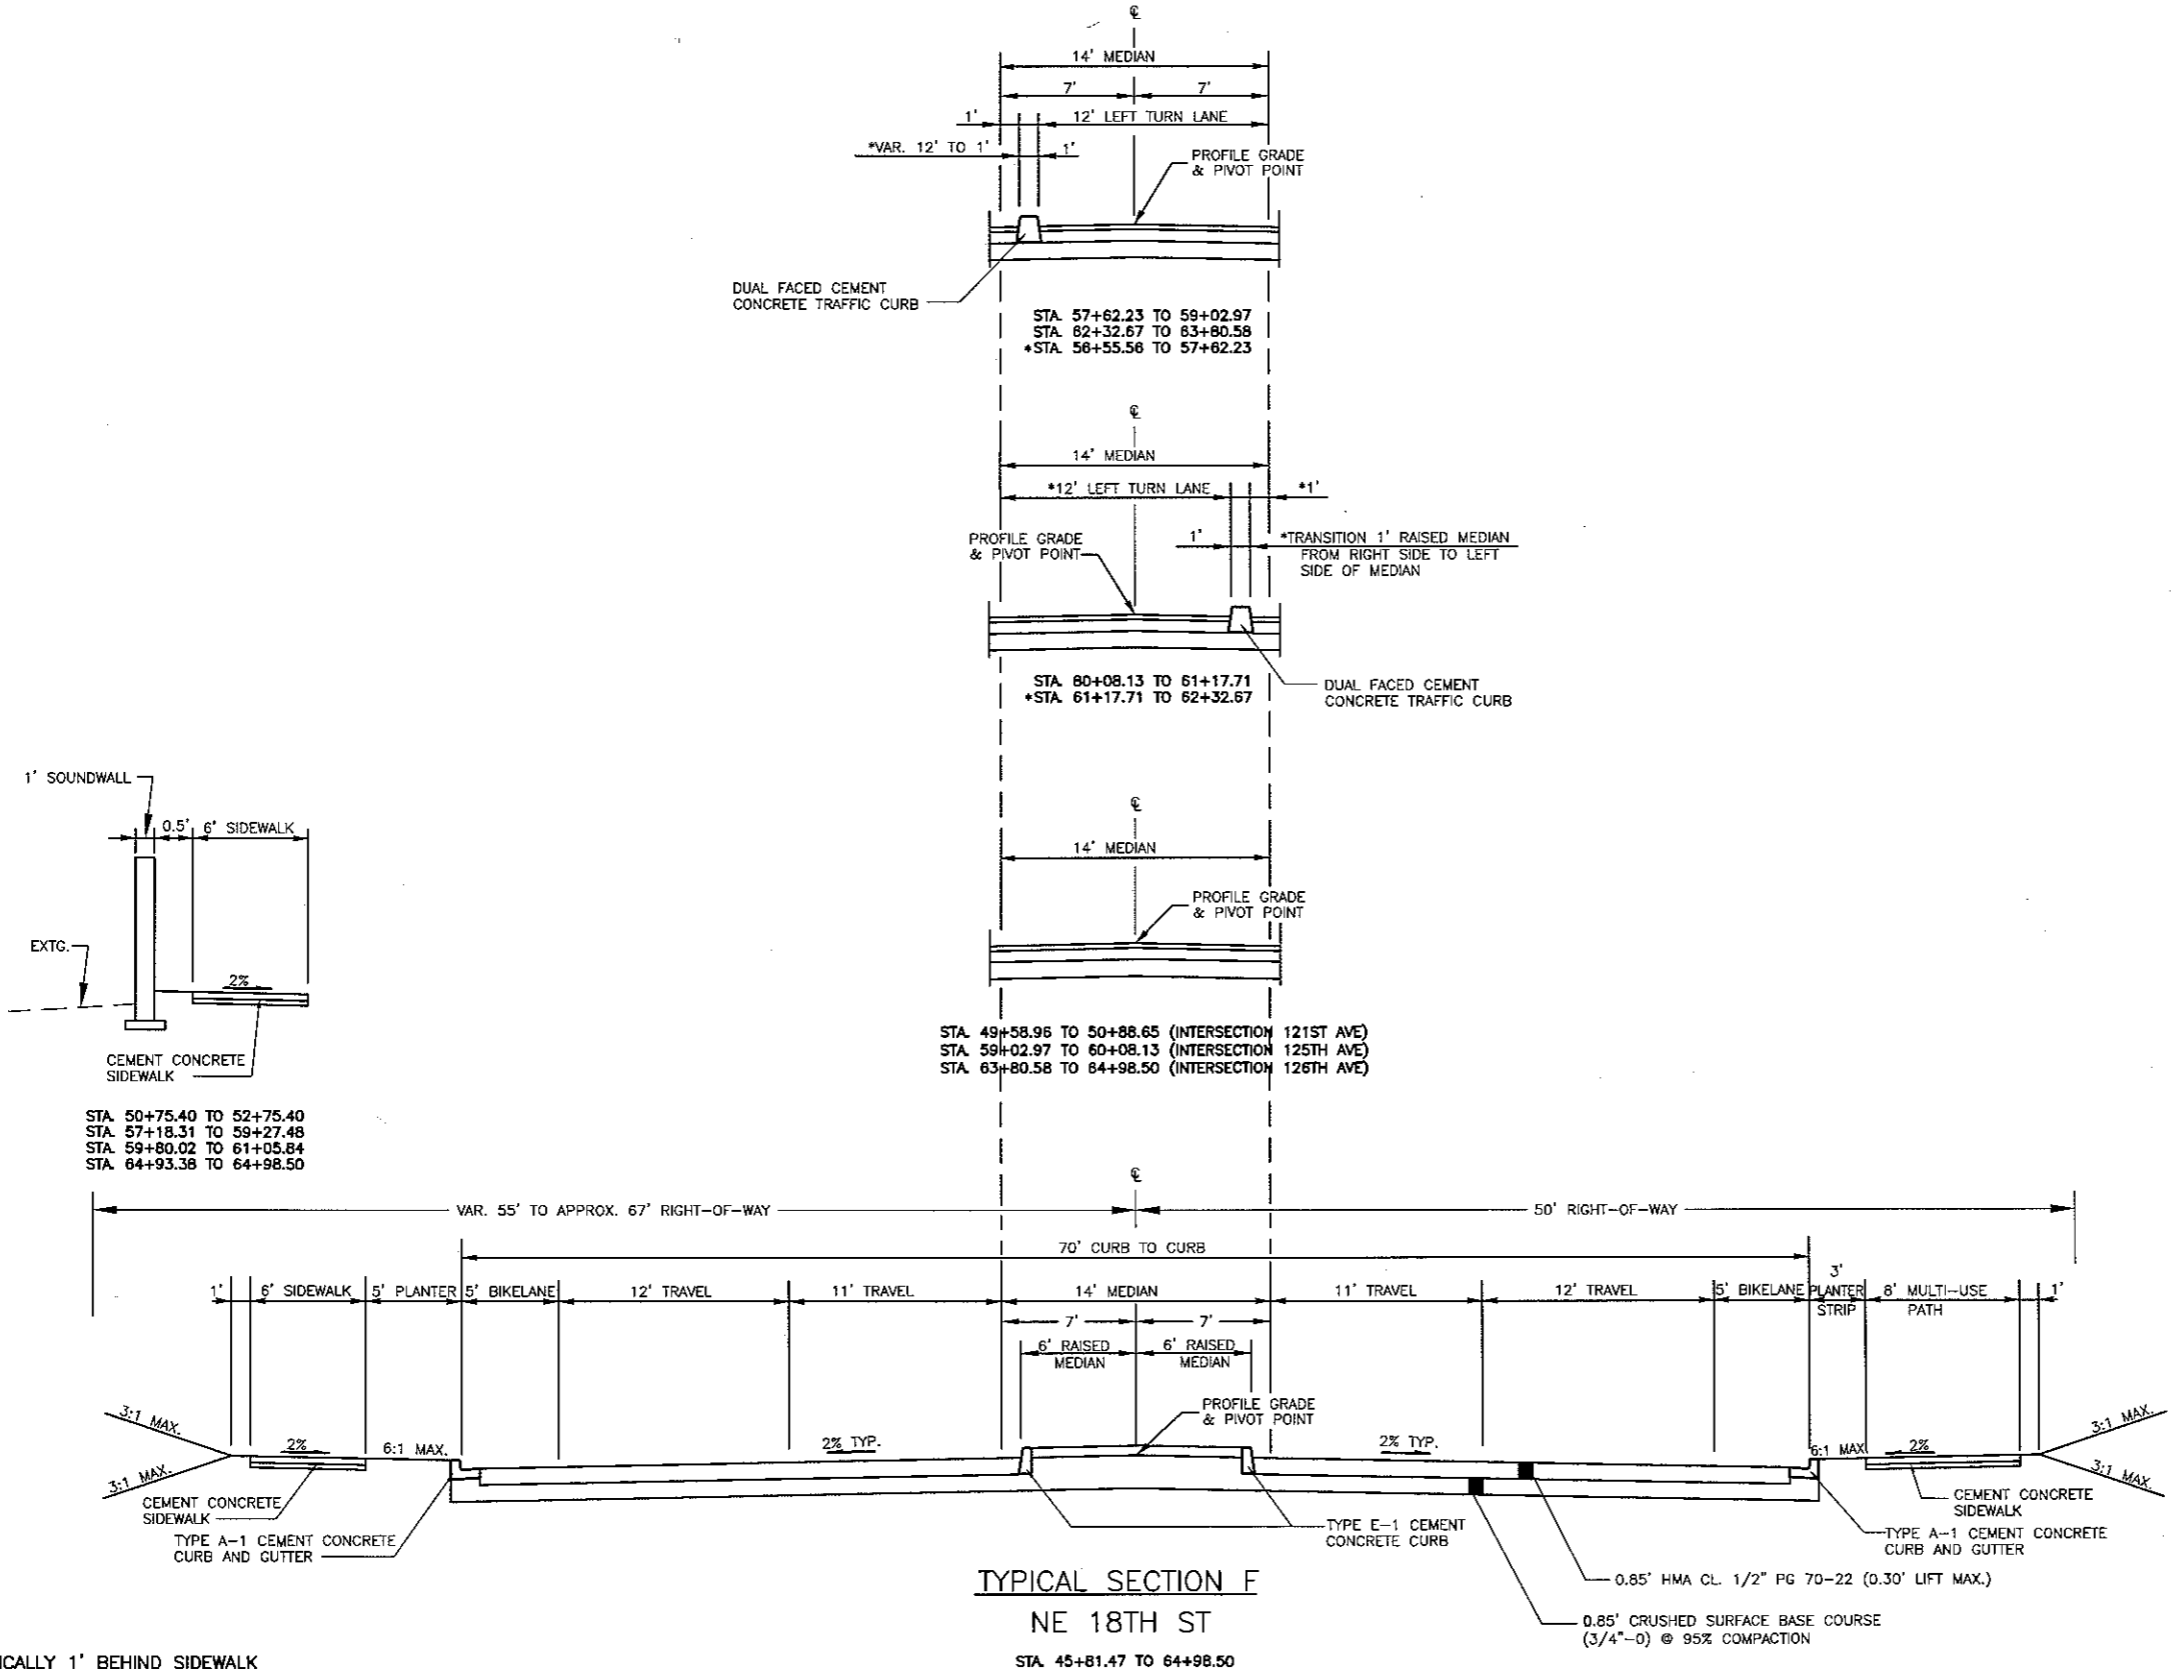 ℄
14' MEDIAN
7' 7'
1' 12' LEFT TURN LANE
*VAR. 12' TO 1' 1'
PROFILE GRADE
& PIVOT POINT
DUAL FACED CEMENT
CONCRETE TRAFFIC CURB
STA. 57+62.23 TO 59+02.97
STA. 62+32.67 TO 63+80.58
*STA. 56+55.56 TO 57+62.23
℄
14' MEDIAN
*12' LEFT TURN LANE *1'
PROFILE GRADE
& PIVOT POINT
1'
*TRANSITION 1' RAISED MEDIAN
FROM RIGHT SIDE TO LEFT
SIDE OF MEDIAN
STA. 60+08.13 TO 61+17.71
*STA. 61+17.71 TO 62+32.67
DUAL FACED CEMENT
CONCRETE TRAFFIC CURB
1' SOUNDWALL
0.5' 6' SIDEWALK
EXTG.
2%
CEMENT CONCRETE
SIDEWALK
STA. 50+75.40 TO 52+75.40
STA. 57+18.31 TO 59+27.48
STA. 59+80.02 TO 61+05.84
STA. 64+93.38 TO 64+98.50
℄
14' MEDIAN
PROFILE GRADE
& PIVOT POINT
STA. 49+58.96 TO 50+88.65 (INTERSECTION 121ST AVE)
STA. 59+02.97 TO 60+08.13 (INTERSECTION 125TH AVE)
STA. 63+80.58 TO 64+98.50 (INTERSECTION 126TH AVE)
℄
VAR. 55' TO APPROX. 67' RIGHT-OF-WAY 50' RIGHT-OF-WAY
70' CURB TO CURB
1' 6' SIDEWALK 5' PLANTER 5' BIKELANE 12' TRAVEL 11' TRAVEL 14' MEDIAN 11' TRAVEL 12' TRAVEL 5' BIKELANE 3' PLANTER STRIP 8' MULTI-USE PATH 1'
7' 7'
6' RAISED MEDIAN 6' RAISED MEDIAN
PROFILE GRADE
& PIVOT POINT
3:1 MAX. 2% 6:1 MAX. 2% TYP. 2% TYP. 6:1 MAX 2% 3:1 MAX.
3:1 MAX. 3:1 MAX.
CEMENT CONCRETE
SIDEWALK
TYPE A-1 CEMENT CONCRETE
CURB AND GUTTER
TYPE E-1 CEMENT
CONCRETE CURB
CEMENT CONCRETE
SIDEWALK
TYPE A-1 CEMENT CONCRETE
CURB AND GUTTER
0.85' HMA CL. 1/2" PG 70-22 (0.30' LIFT MAX.)
0.85' CRUSHED SURFACE BASE COURSE
(3/4"-0) @ 95% COMPACTION
TYPICAL SECTION F
NE 18TH ST
STA. 45+81.47 TO 64+98.50
ICALLY 1' BEHIND SIDEWALK